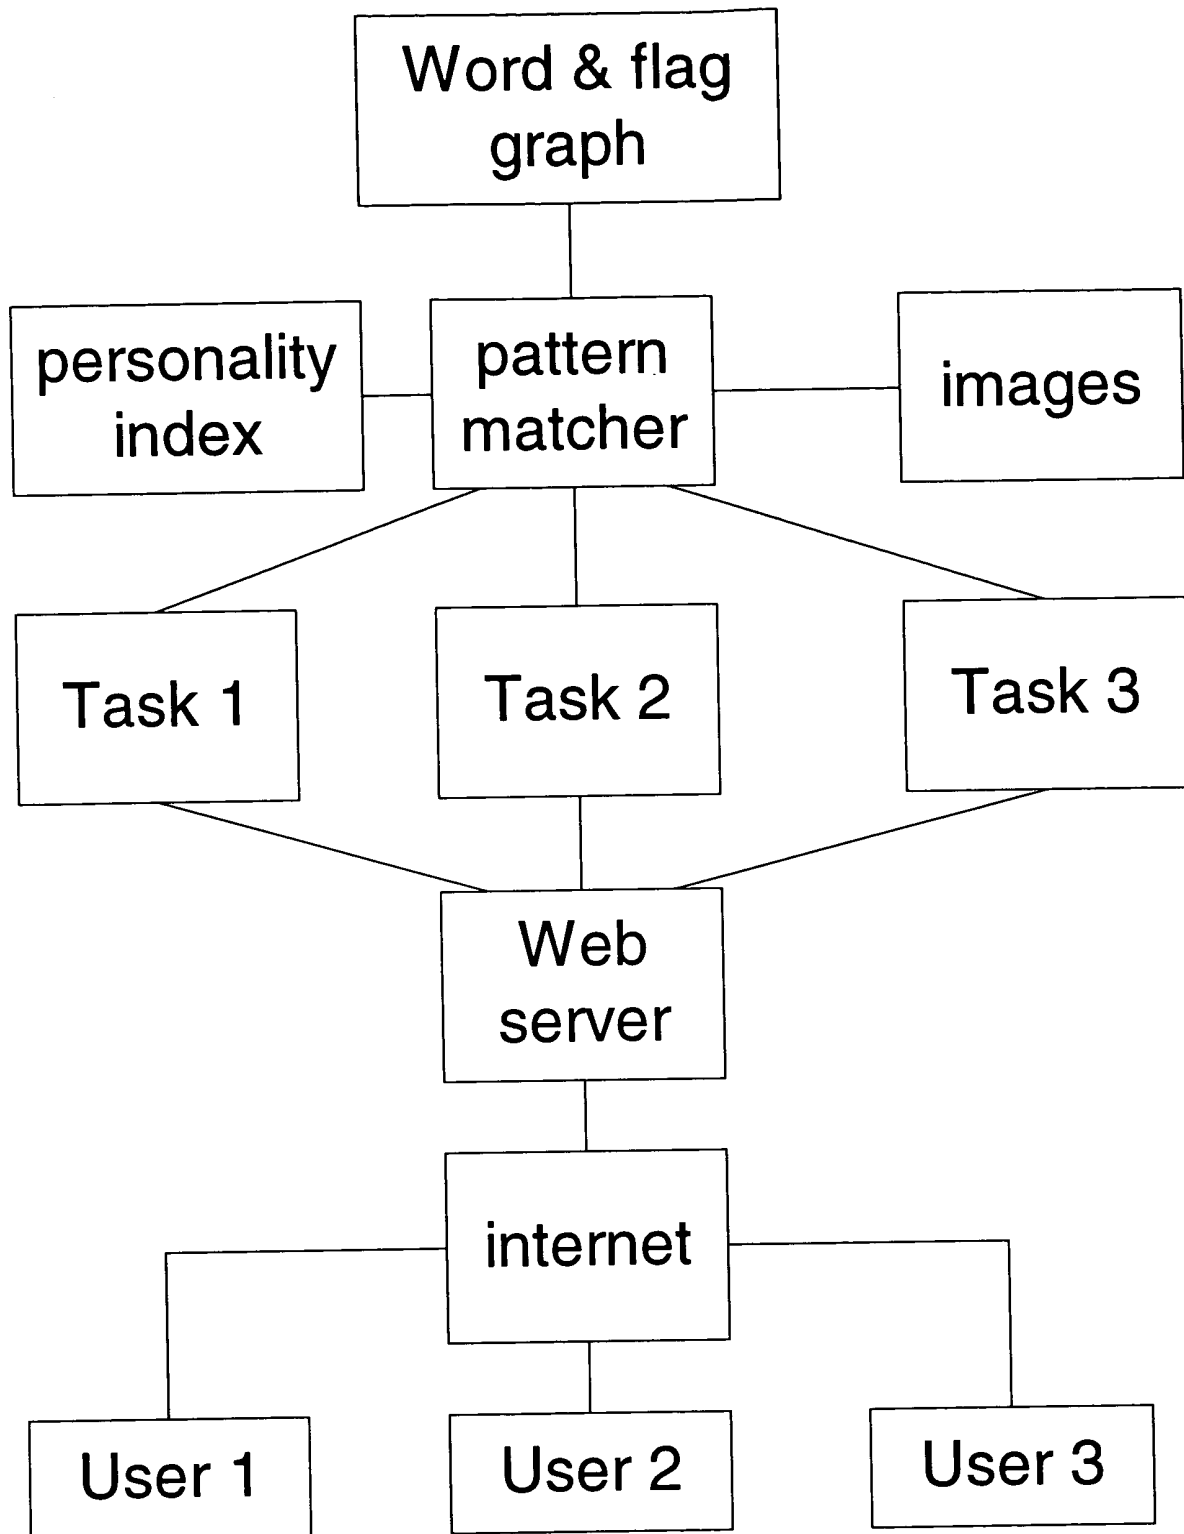 Word & flag
graph
personality
index
pattern
matcher
images
Task 1
Task 2
Task 3
Web
server
internet
User 1
User 2
User 3